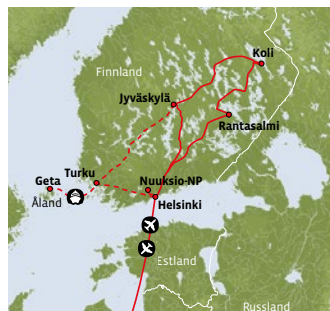 Koli
Finnland
Jyväskylä
Rantasalmi
Turku
Nuuksio-NP
Geta
Åland
Helsinki
Estland
Russland